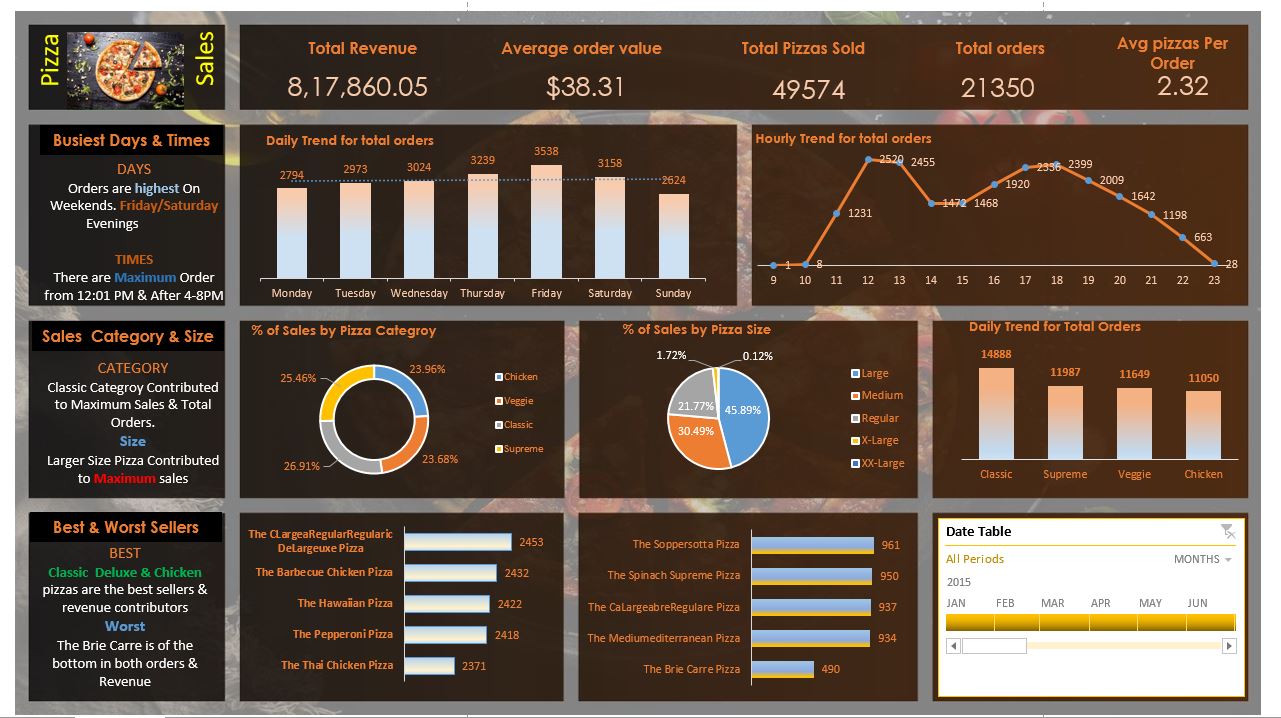 Pizza
Sales
Total Revenue
8,17,860.05
Average order value
$38.31
Total Pizzas Sold
49574
Total orders
21350
Avg pizzas Per
Order
2.32
Busiest Days & Times
DAYS
Orders are highest On
Weekends. Friday/Saturday
Evenings
TIMES
There are Maximum Order
from 12:01 PM & After 4-8PM
Daily Trend for total orders
2794
2973
3024
3239
3538
3158
2624
Monday
Tuesday
Wednesday
Thursday
Friday
Saturday
Sunday
Hourly Trend for total orders
1
8
1231
2520
2455
1472
1468
1920
2336
2399
2009
1642
1198
663
28
9
10
11
12
13
14
15
16
17
18
19
20
21
22
23
Sales Category & Size
CATEGORY
Classic Categroy Contributed
to Maximum Sales & Total
Orders.
Size
Larger Size Pizza Contributed
to Maximum sales
% of Sales by Pizza Categroy
23.96%
23.68%
26.91%
25.46%
Chicken
Veggie
Classic
Supreme
% of Sales by Pizza Size
1.72%
0.12%
45.89%
30.49%
21.77%
Large
Medium
Regular
X-Large
XX-Large
Daily Trend for Total Orders
14888
11987
11649
11050
Classic
Supreme
Veggie
Chicken
Best & Worst Sellers
BEST
Classic Deluxe & Chicken
pizzas are the best sellers &
revenue contributors
Worst
The Brie Carre is of the
bottom in both orders &
Revenue
The CLargeaRegularRegularic
DeLargeuxe Pizza
2453
The Barbecue Chicken Pizza
2432
The Hawaiian Pizza
2422
The Pepperoni Pizza
2418
The Thai Chicken Pizza
2371
The Soppersotta Pizza
961
The Spinach Supreme Pizza
950
The CaLargeabreRegulare Pizza
937
The Mediumediterranean Pizza
934
The Brie Carre Pizza
490
Date Table
All Periods
MONTHS
2015
JAN
FEB
MAR
APR
MAY
JUN